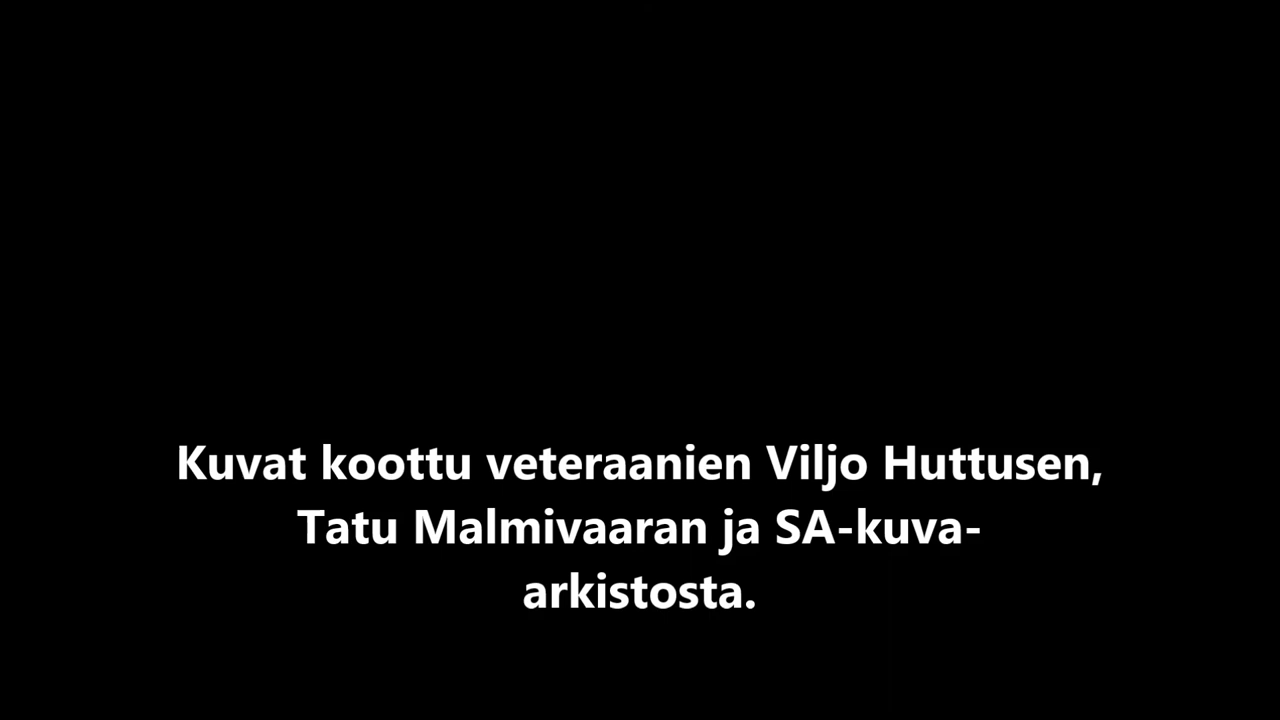 Kuvat koottu veteraanien Viljo Huttusen,
Tatu Malmivaaran ja SA-kuva-
arkistosta.